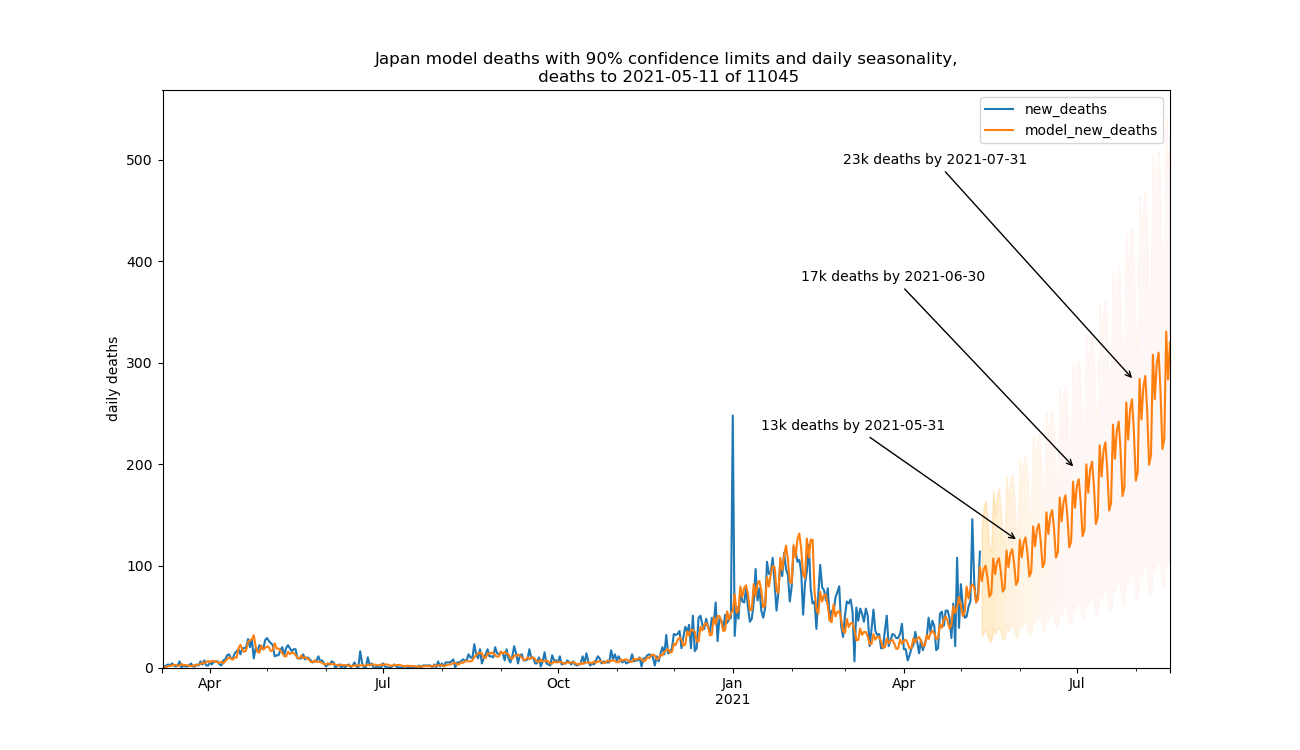 Japan model deaths with 90% confidence limits and daily seasonality,
deaths to 2021-05-11 of 11045
new_deaths
model_new_deaths
23k deaths by 2021-07-31
17k deaths by 2021-06-30
13k deaths by 2021-05-31
daily deaths
500
400
300
200
100
0
Apr
Jul
Oct
Jan
2021
Apr
Jul